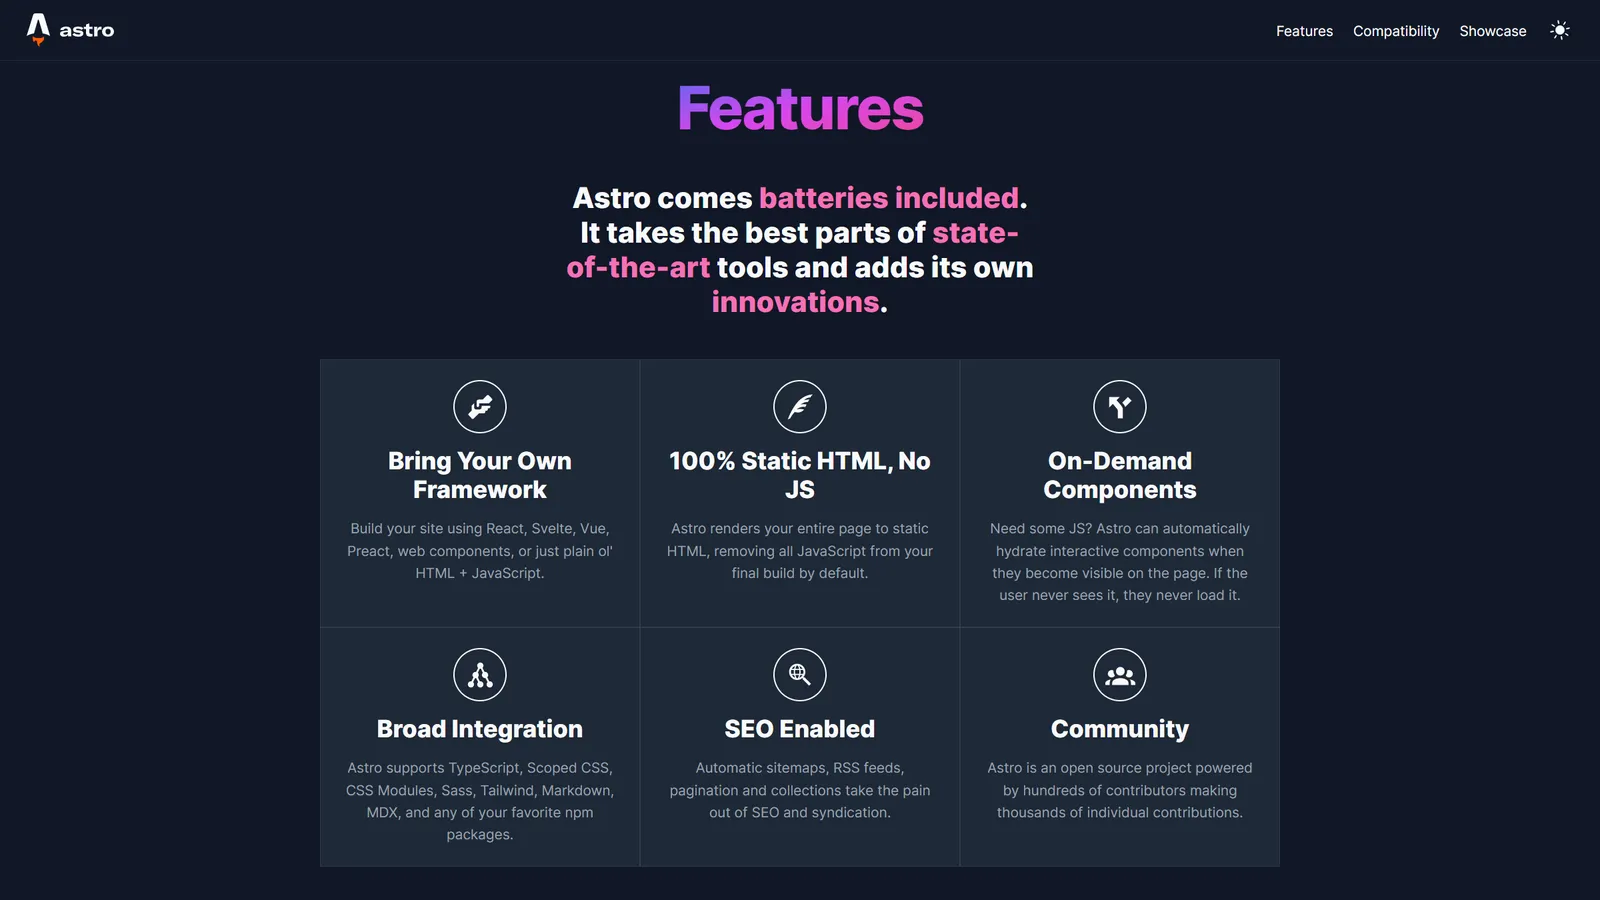 astro
Features
Compatibility
Showcase
Features
Astro comes batteries included.
It takes the best parts of state-
of-the-art tools and adds its own
innovations.
Bring Your Own
Framework
Build your site using React, Svelte, Vue,
Preact, web components, or just plain ol'
HTML + JavaScript.
100% Static HTML, No
JS
Astro renders your entire page to static
HTML, removing all JavaScript from your
final build by default.
On-Demand
Components
Need some JS? Astro can automatically
hydrate interactive components when
they become visible on the page. If the
user never sees it, they never load it.
Broad Integration
Astro supports TypeScript, Scoped CSS,
CSS Modules, Sass, Tailwind, Markdown,
MDX, and any of your favorite npm
packages.
SEO Enabled
Automatic sitemaps, RSS feeds,
pagination and collections take the pain
out of SEO and syndication.
Community
Astro is an open source project powered
by hundreds of contributors making
thousands of individual contributions.